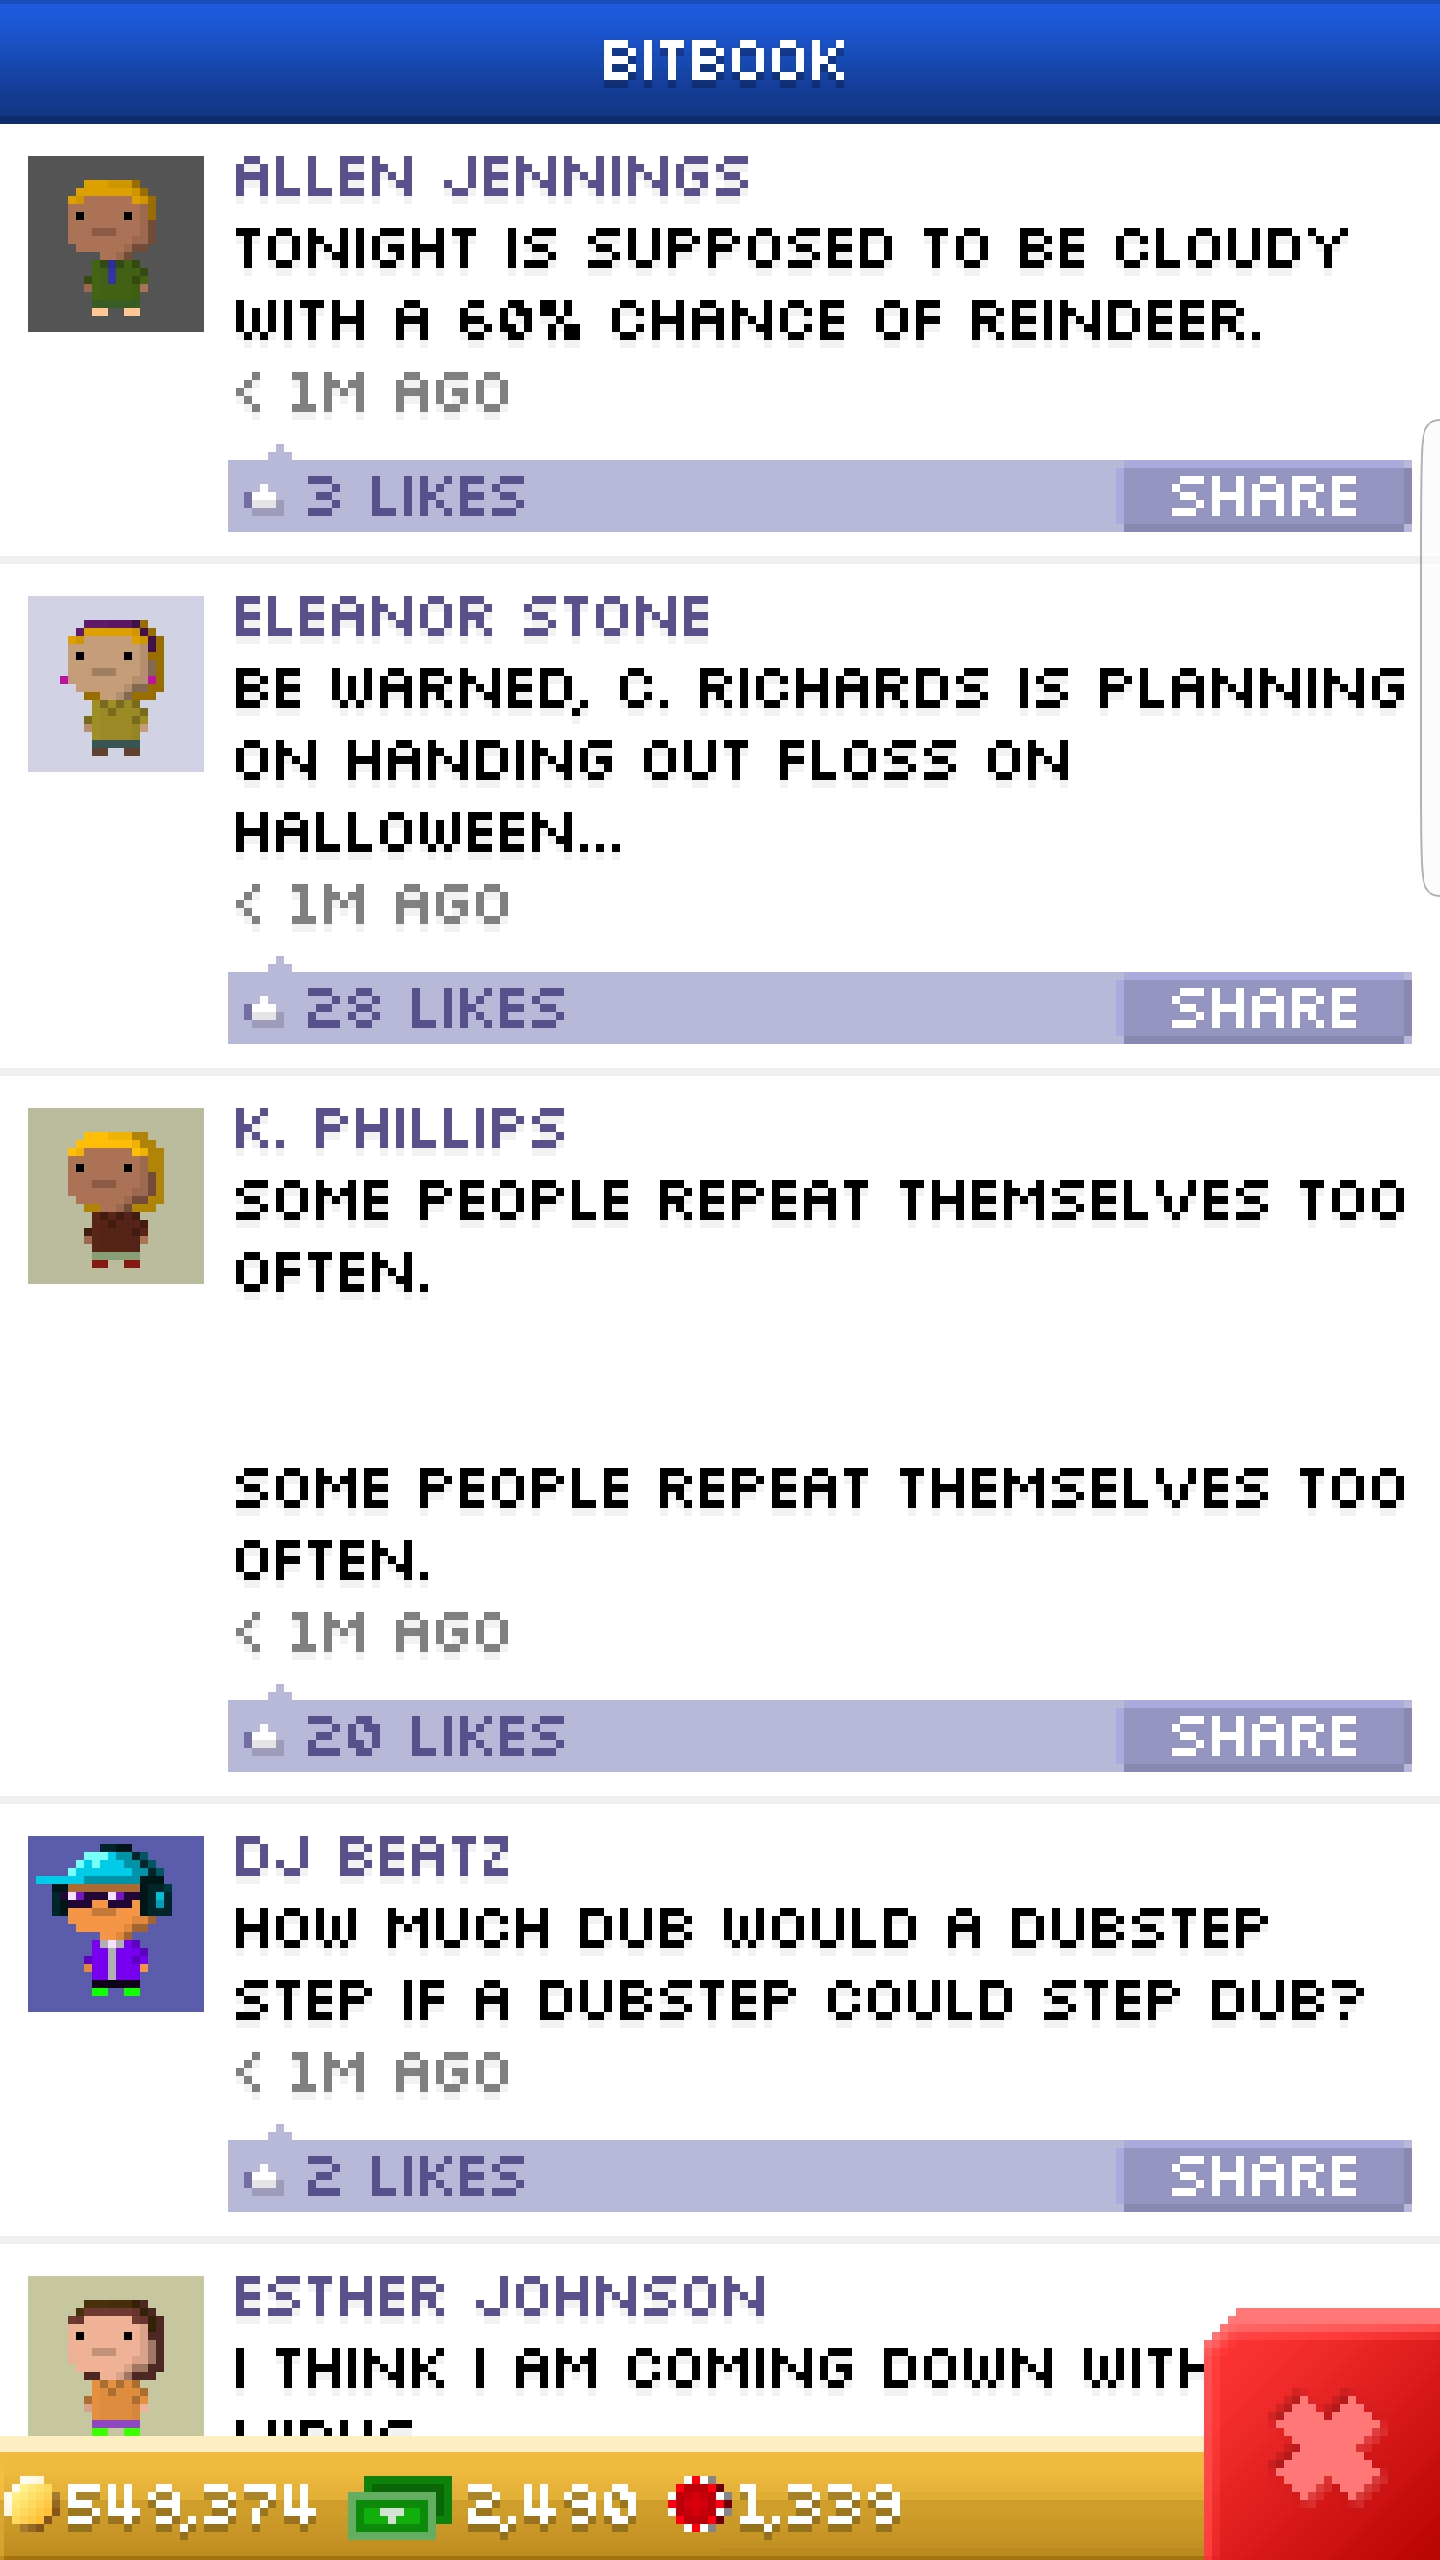 BITBOOK
ALLEN JENNINGS
TONIGHT IS SUPPOSED TO BE CLOUDY
WITH A 60% CHANCE OF REINDEER.
< 1M AGO
3 LIKES SHARE
ELEANOR STONE
BE WARNED, C. RICHARDS IS PLANNING
ON HANDING OUT FLOSS ON
HALLOWEEN...
< 1M AGO
28 LIKES SHARE
K. PHILLIPS
SOME PEOPLE REPEAT THEMSELVES TOO
OFTEN.
SOME PEOPLE REPEAT THEMSELVES TOO
OFTEN.
< 1M AGO
20 LIKES SHARE
DJ BEATZ
HOW MUCH DUB WOULD A DUBSTEP
STEP IF A DUBSTEP COULD STEP DUB?
< 1M AGO
2 LIKES SHARE
ESTHER JOHNSON
I THINK I AM COMING DOWN WITH
549,374 2,490 1,339